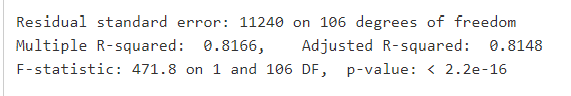 Residual standard error: 11240 on 106 degrees of freedom
Multiple R-squared:  0.8166,    Adjusted R-squared:  0.8148
F-statistic: 471.8 on 1 and 106 DF,  p-value: < 2.2e-16